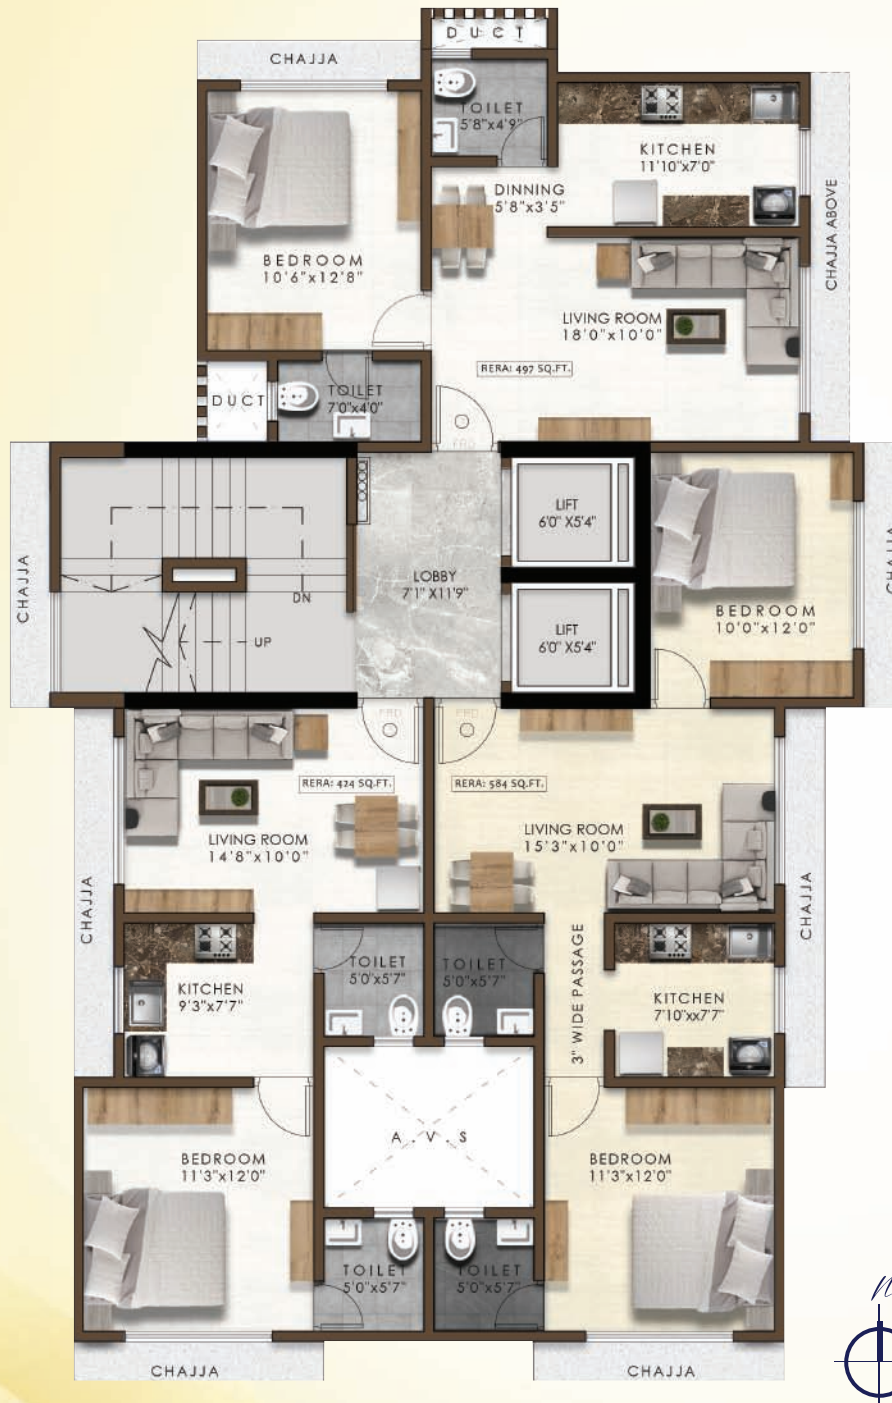 DUCT
CHAJJA
TOILET
5'8"x4'9"
KITCHEN
11'10"x7'0"
DINNING
5'8"x3'5"
CHAJJA ABOVE
BEDROOM
10'6"x12'8"
LIVING ROOM
18'0"x10'0"
RERA: 497 SQ.FT.
DUCT
TOILET
7'0"x4'0"
FRD
LIFT
6'0" X5'4"
CHAJJA
LOBBY
7'1" X11'9"
CHAJJA
DN
UP
LIFT
6'0" X5'4"
BEDROOM
10'0"x12'0"
FRD
FRD
RERA: 424 SQ.FT.
RERA: 584 SQ.FT.
LIVING ROOM
14'8"x10'0"
LIVING ROOM
15'3"x10'0"
CHAJJA
CHAJJA
TOILET
5'0"x5'7"
TOILET
5'0"x5'7"
3" WIDE PASSAGE
KITCHEN
9'3"x7'7"
KITCHEN
7'10"xx7'7"
A.V.S
BEDROOM
11'3"x12'0"
BEDROOM
11'3"x12'0"
TOILET
5'0"x5'7"
TOILET
5'0"x5'7"
CHAJJA
CHAJJA
n